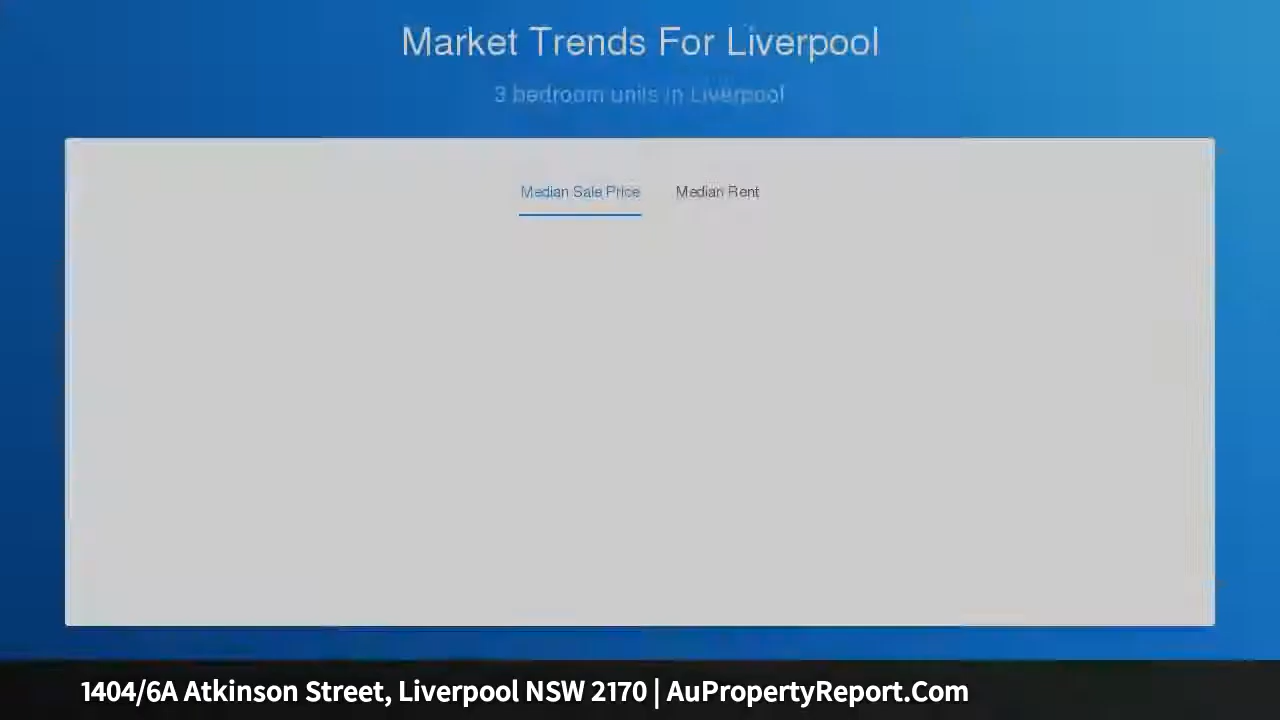 Market Trends For Liverpool
3 bedroom units in Liverpool
Median Sale Price Median Rent
1404/6A Atkinson Street, Liverpool NSW 2170 | AuPropertyReport.Com